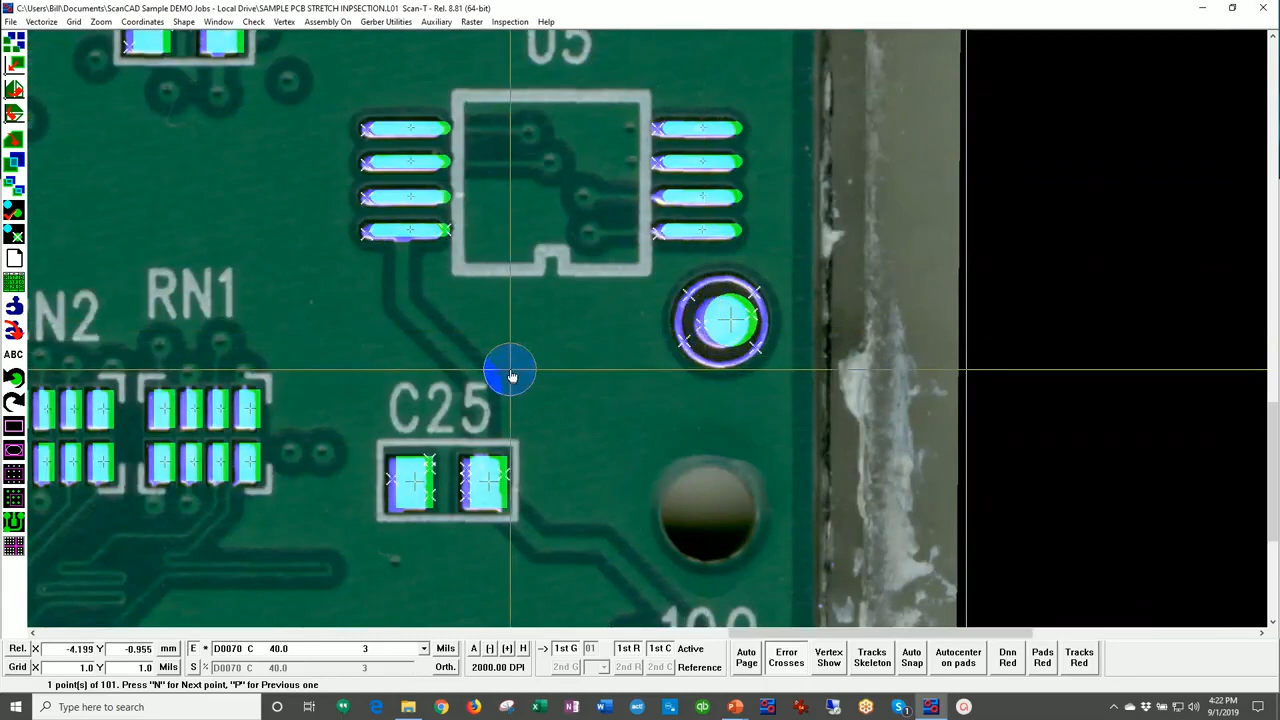 C:\Users\Bill\Documents\ScanCAD Sample DEMO Jobs - Local Drive\SAMPLE PCB STRETCH INPSECTION.L01 Scan-T - Rel. 8.81 (64-bit)
File Vectorize Grid Zoom Coordinates Shape Window Check Vertex Assembly On Gerber Utilities Auxiliary Raster Inspection Help
U5
RN1
N2
C25
100
ABC
Rel. X -4.199 Y -0.955 mm E * D0070 C 40.0 3 Mils A [-] [+] H --> 1st G 01 1st R 1st C Active
Grid X 1.0 Y 1.0 Mils S % D0070 C 40.0 3 Orth. 2000.00 DPI 2nd G 2nd R 2nd C Reference
Auto Page Error Crosses Vertex Show Tracks Skeleton Auto Snap Autocenter on pads Dnn Red Pads Red Tracks Red
1 point(s) of 101. Press "N" for Next point, "P" for Previous one
Type here to search
4:22 PM
9/1/2019